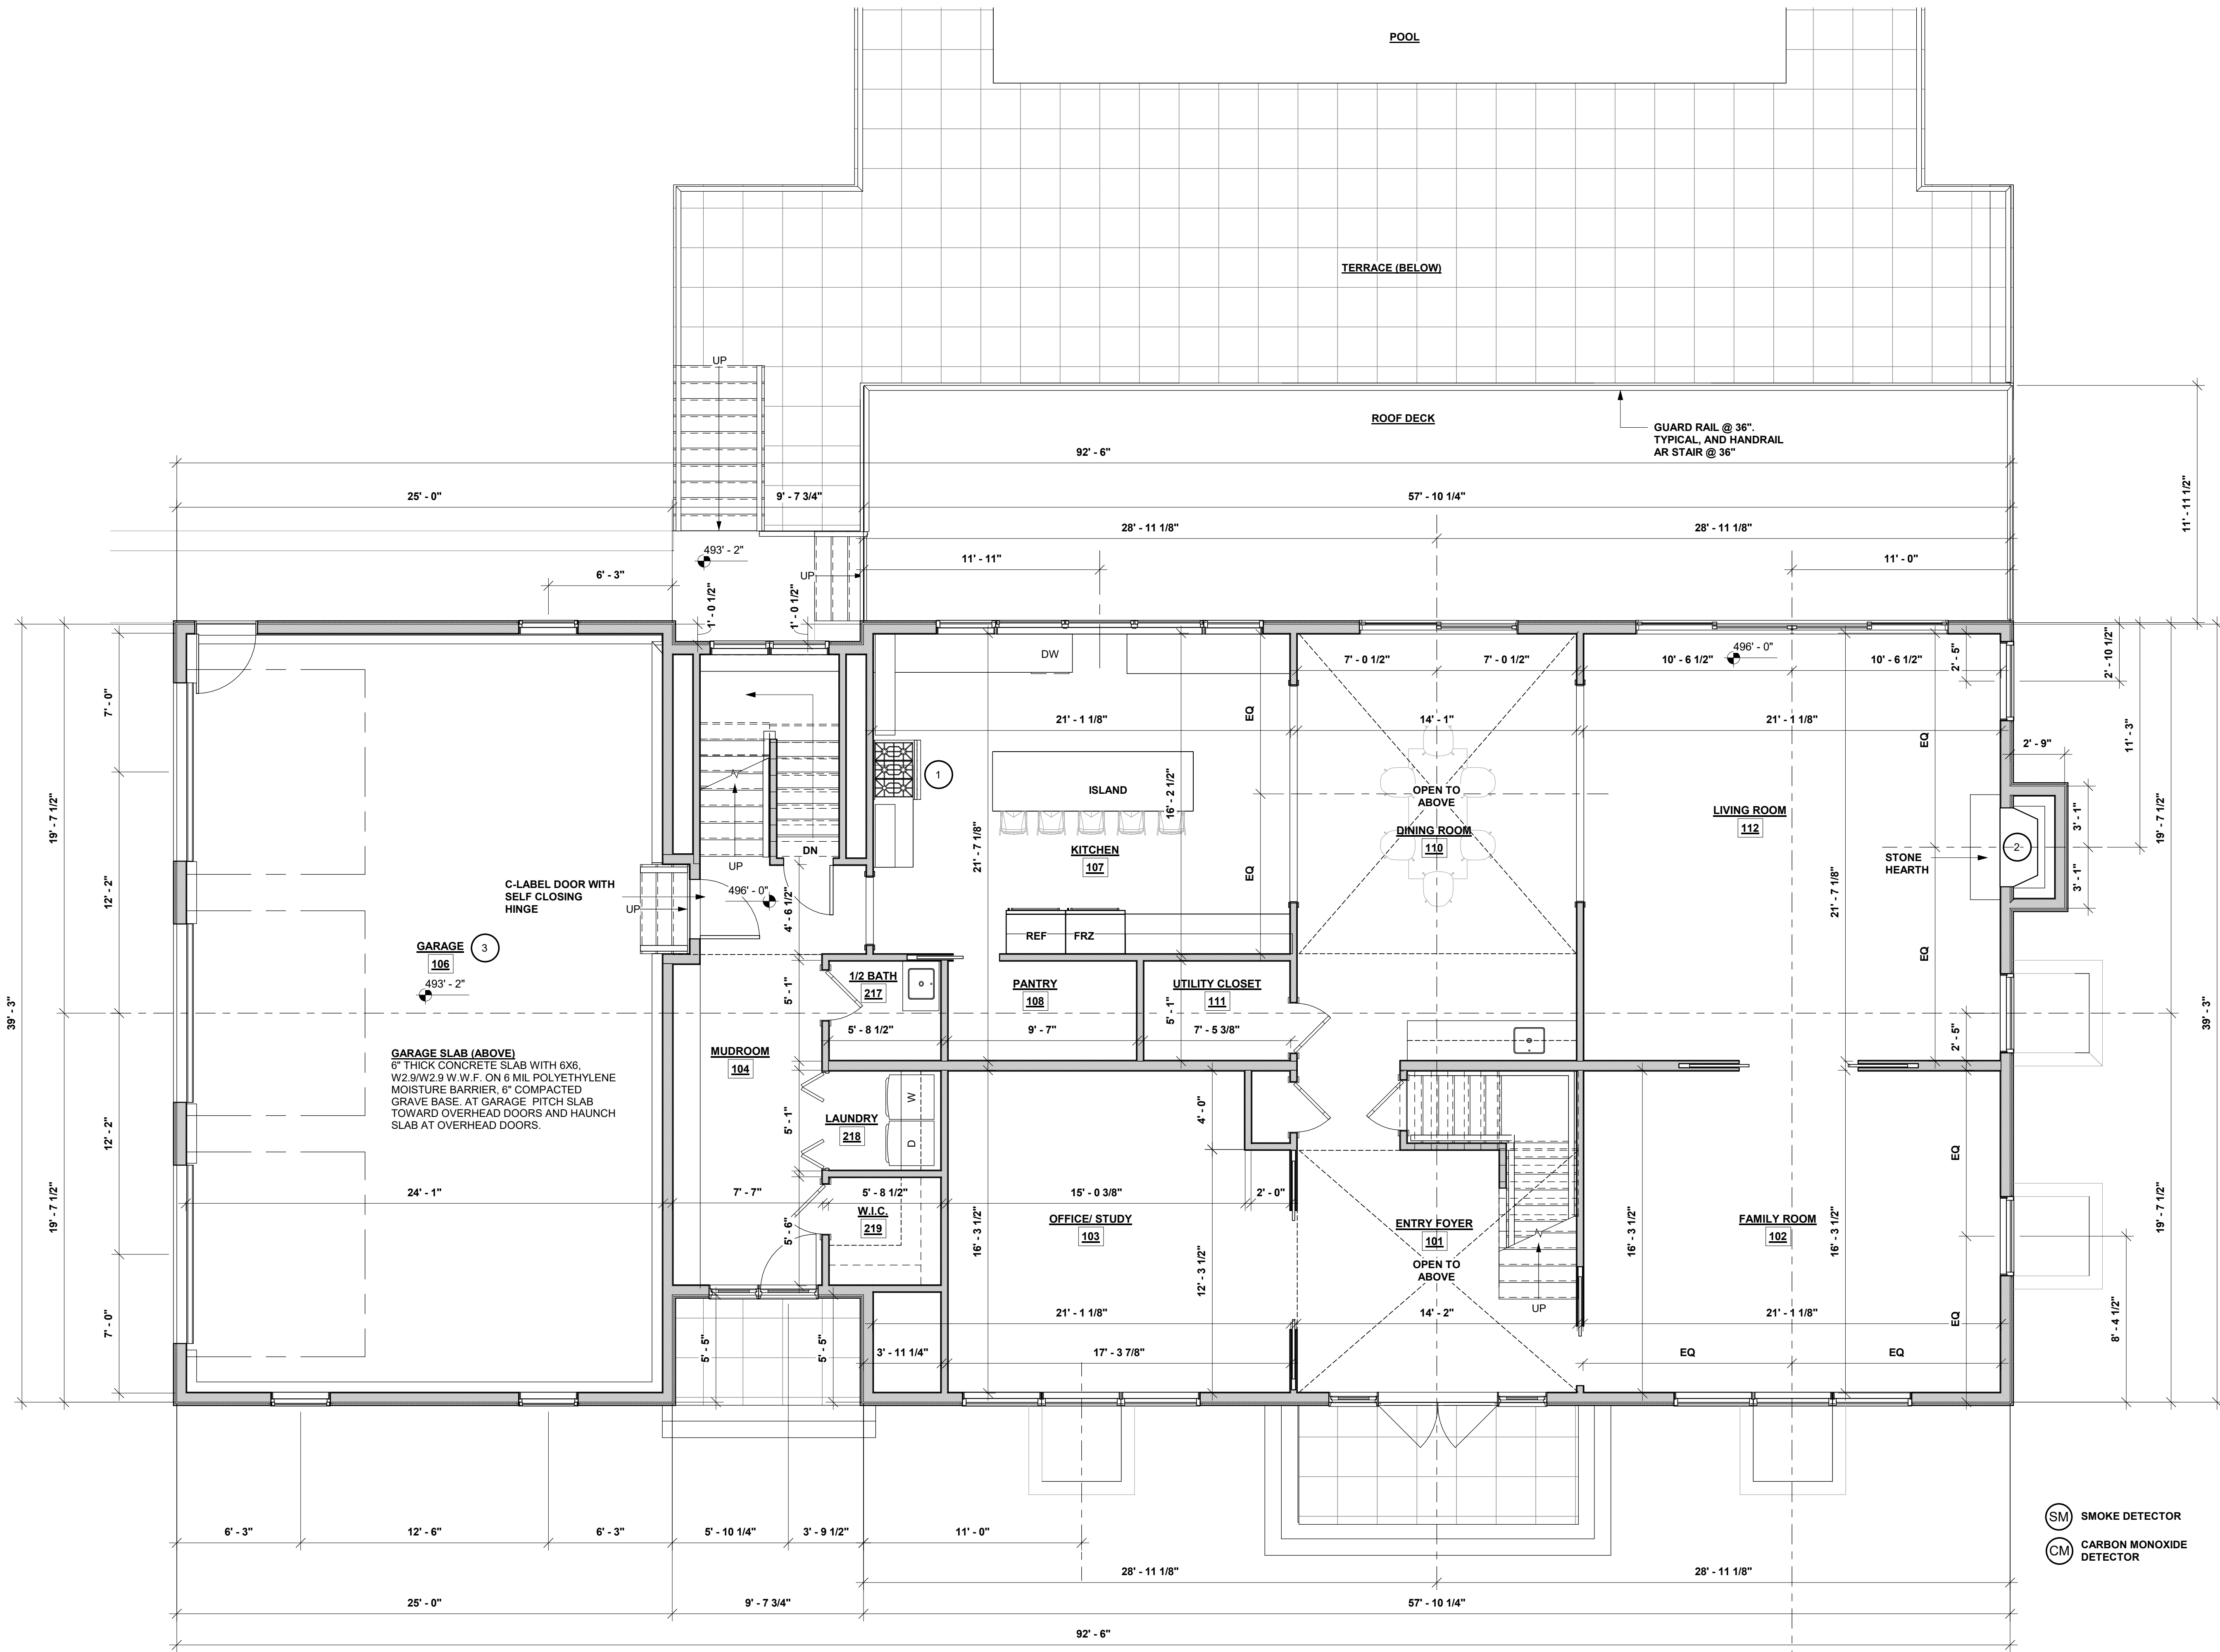 POOL
TERRACE (BELOW)
UP
ROOF DECK
GUARD RAIL @ 36".
TYPICAL, AND HANDRAIL
AR STAIR @ 36"
92' - 6"
25' - 0"
9' - 7 3/4"
57' - 10 1/4"
11' - 11 1/2"
28' - 11 1/8"
28' - 11 1/8"
493' - 2"
11' - 11"
11' - 0"
6' - 3"
UP
1' - 0 1/2"
1' - 0 1/2"
DW
7' - 0 1/2"
7' - 0 1/2"
496' - 0"
10' - 6 1/2"
10' - 6 1/2"
2' - 5"
2' - 10 1/2"
7' - 0"
EQ
21' - 1 1/8"
14' - 1"
21' - 1 1/8"
EQ
2' - 9"
11' - 3"
1
ISLAND
OPEN TO
ABOVE
19' - 7 1/2"
16' - 2 1/2"
LIVING ROOM
112
3' - 1"
19' - 7 1/2"
DINING ROOM
110
KITCHEN
107
DN
UP
21' - 7 1/8"
2
STONE
HEARTH
3' - 1"
12' - 2"
C-LABEL DOOR WITH
SELF CLOSING
HINGE
UP
496' - 0"
4' - 6 1/2"
EQ
21' - 7 1/8"
REF
FRZ
GARAGE
106
3
493' - 2"
EQ
1/2 BATH
217
PANTRY
108
UTILITY CLOSET
111
5' - 1"
5' - 1"
39' - 3"
39' - 3"
5' - 8 1/2"
9' - 7"
7' - 5 3/8"
2' - 5"
MUDROOM
104
GARAGE SLAB (ABOVE)
6" THICK CONCRETE SLAB WITH 6X6,
W2.9/W2.9 W.W.F. ON 6 MIL POLYETHYLENE
MOISTURE BARRIER, 6" COMPACTED
GRAVE BASE. AT GARAGE PITCH SLAB
TOWARD OVERHEAD DOORS AND HAUNCH
SLAB AT OVERHEAD DOORS.
W
D
LAUNDRY
218
5' - 1"
4' - 0"
12' - 2"
EQ
19' - 7 1/2"
24' - 1"
7' - 7"
5' - 8 1/2"
15' - 0 3/8"
2' - 0"
19' - 7 1/2"
W.I.C.
219
5' - 6"
OFFICE/ STUDY
103
16' - 3 1/2"
12' - 3 1/2"
ENTRY FOYER
101
OPEN TO
ABOVE
16' - 3 1/2"
FAMILY ROOM
102
16' - 3 1/2"
UP
7' - 0"
21' - 1 1/8"
14' - 2"
21' - 1 1/8"
EQ
8' - 4 1/2"
5' - 5"
5' - 5"
3' - 11 1/4"
17' - 3 7/8"
EQ
EQ
SM
SMOKE DETECTOR
CM
CARBON MONOXIDE
DETECTOR
6' - 3"
12' - 6"
6' - 3"
5' - 10 1/4"
3' - 9 1/2"
11' - 0"
28' - 11 1/8"
28' - 11 1/8"
25' - 0"
9' - 7 3/4"
57' - 10 1/4"
92' - 6"